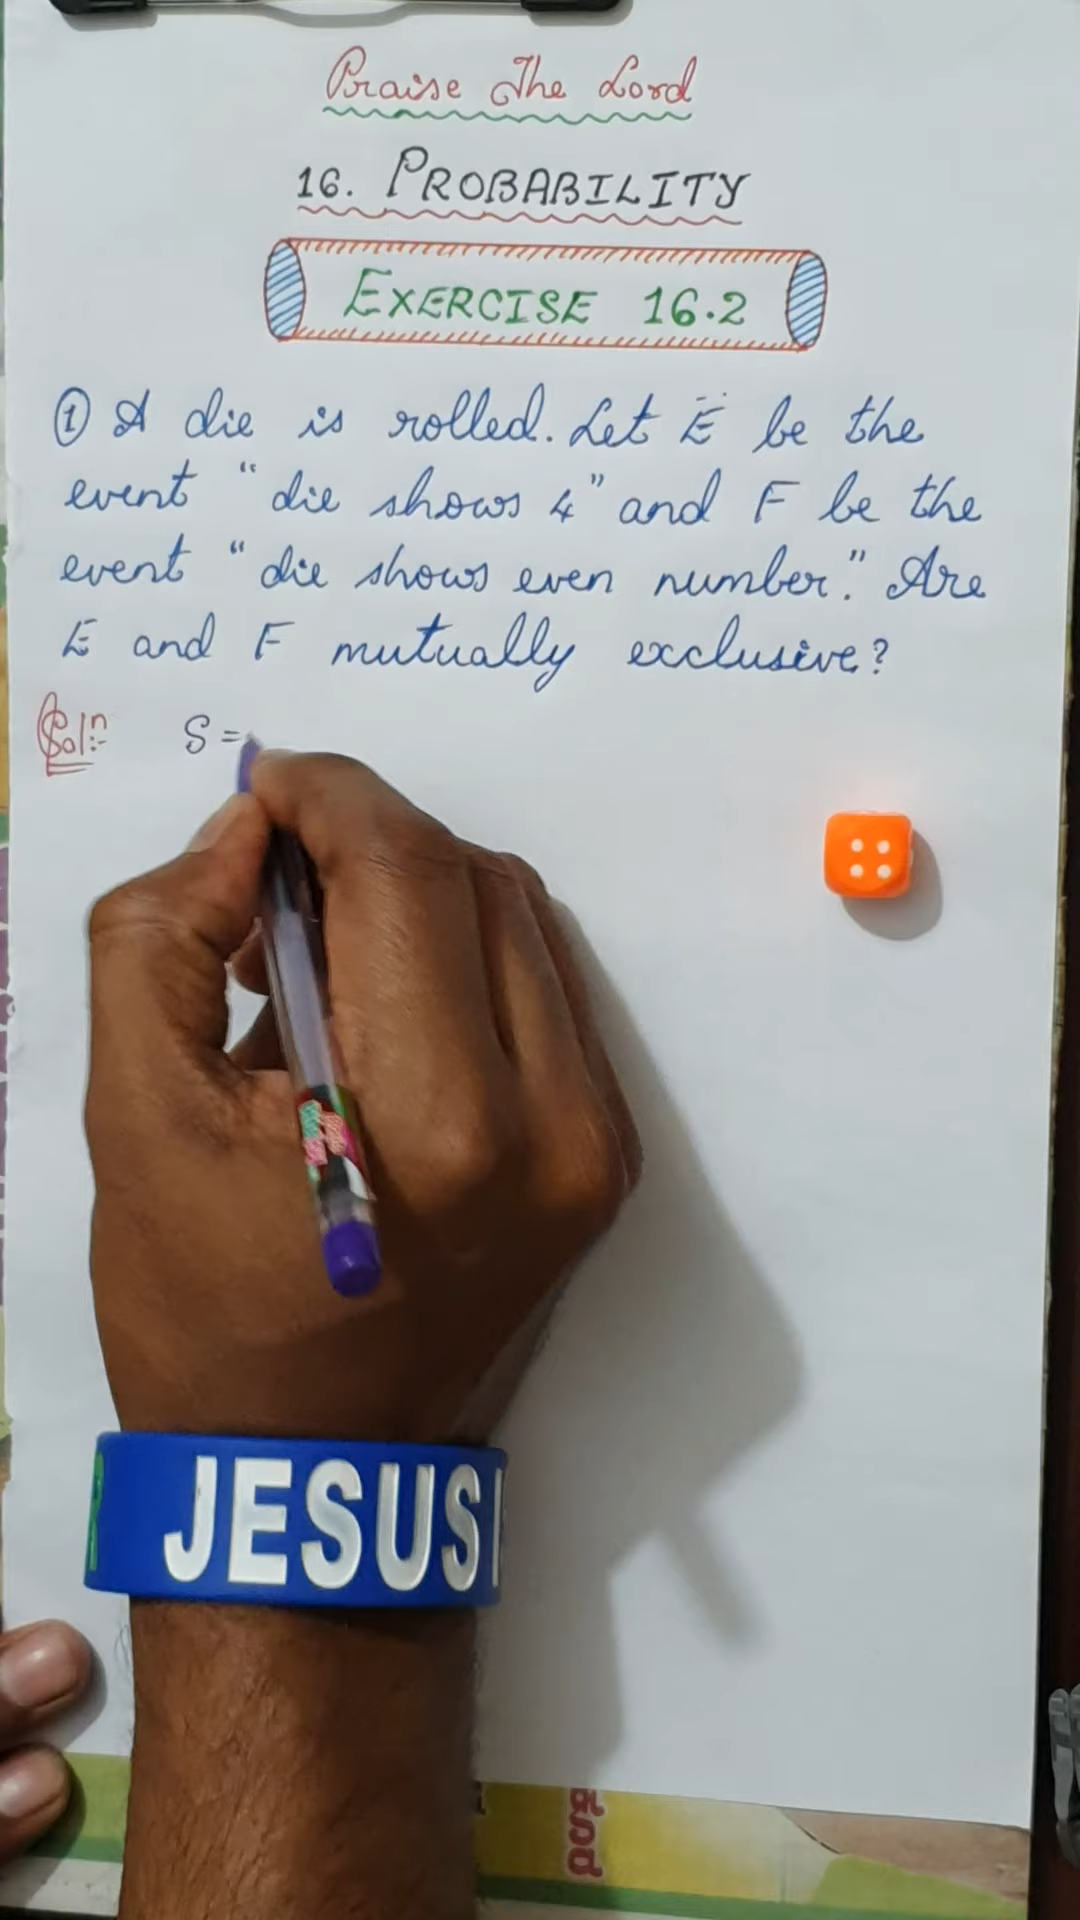 Praise The Lord
16. PROBABILITY
EXERCISE 16.2
① A die is rolled. Let E be the
event "die shows 4" and F be the
event "die shows even number." Are
E and F mutually exclusive?
Solⁿ:- S =
JESUS